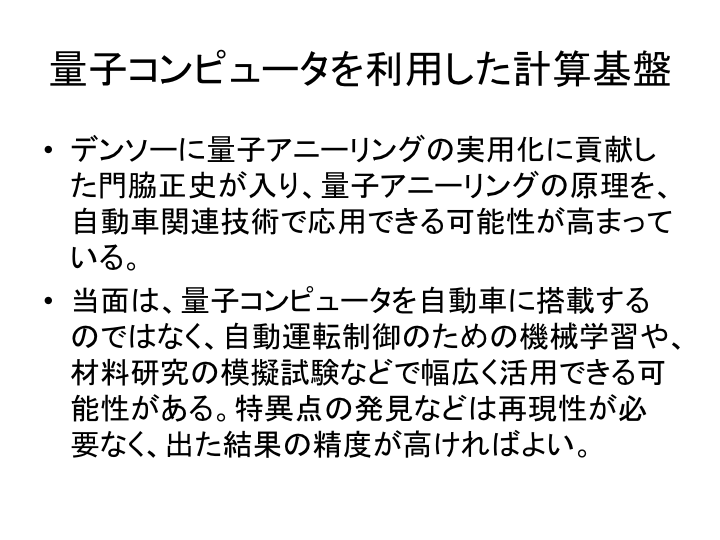 量子コンピュータを利用した計算基盤
• デンソーに量子アニーリングの実用化に貢献し
た門脇正史が入り、量子アニーリングの原理を、
自動車関連技術で応用できる可能性が高まって
いる。
• 当面は、量子コンピュータを自動車に搭載する
のではなく、自動運転制御のための機械学習や、
材料研究の模擬試験などで幅広く活用できる可
能性がある。特異点の発見などは再現性が必
要なく、出た結果の精度が高ければよい。